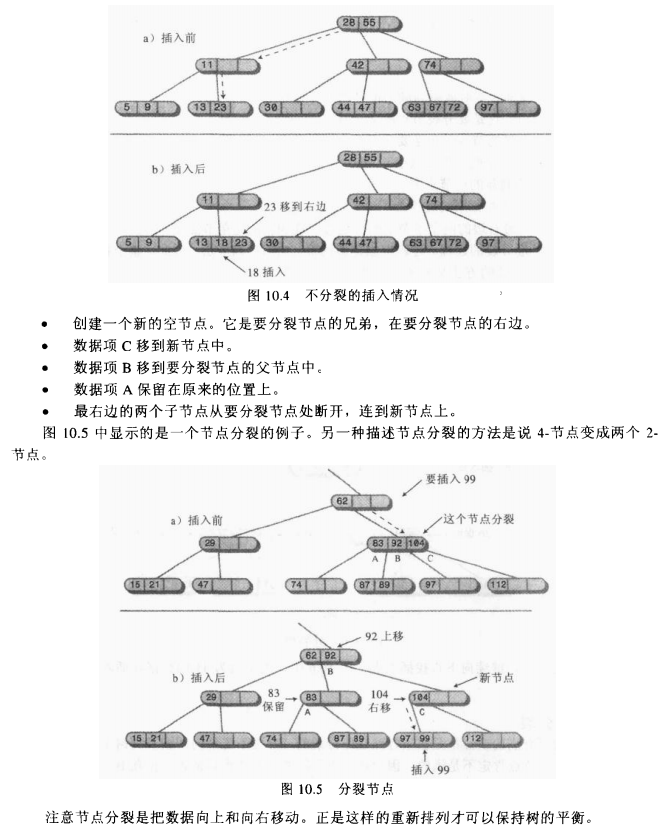 28 55
a）插入前
11
42
74
5 9
13 23
30
44 47
63 87 72
97
b）插入后
28 55
23 移到右边
11
42
74
5 9
13 18 23
30
44 47
63 67 72
97
18 插入
图 10.4 不分裂的插入情况
● 创建一个新的空节点。它是要分裂节点的兄弟，在要分裂节点的右边。
● 数据项 C 移到新节点中。
● 数据项 B 移到要分裂节点的父节点中。
● 数据项 A 保留在原来的位置上。
● 最右边的两个子节点从要分裂节点处断开，连到新节点上。
图 10.5 中显示的是一个节点分裂的例子。另一种描述节点分裂的方法是说 4-节点变成两个 2-
节点。
要插入 99
62
a）插入前
这个节点分裂
29
83 92 104
A B C
15 21
47
74
87 89
97
112
92 上移
62 92
B
b）插入后
新节点
29
83
保留
83
A
104
右移
104
C
15 21
47
74
87 89
97 99
112
插入 99
图 10.5 分裂节点
注意节点分裂是把数据向上和向右移动。正是这样的重新排列才可以保持树的平衡。